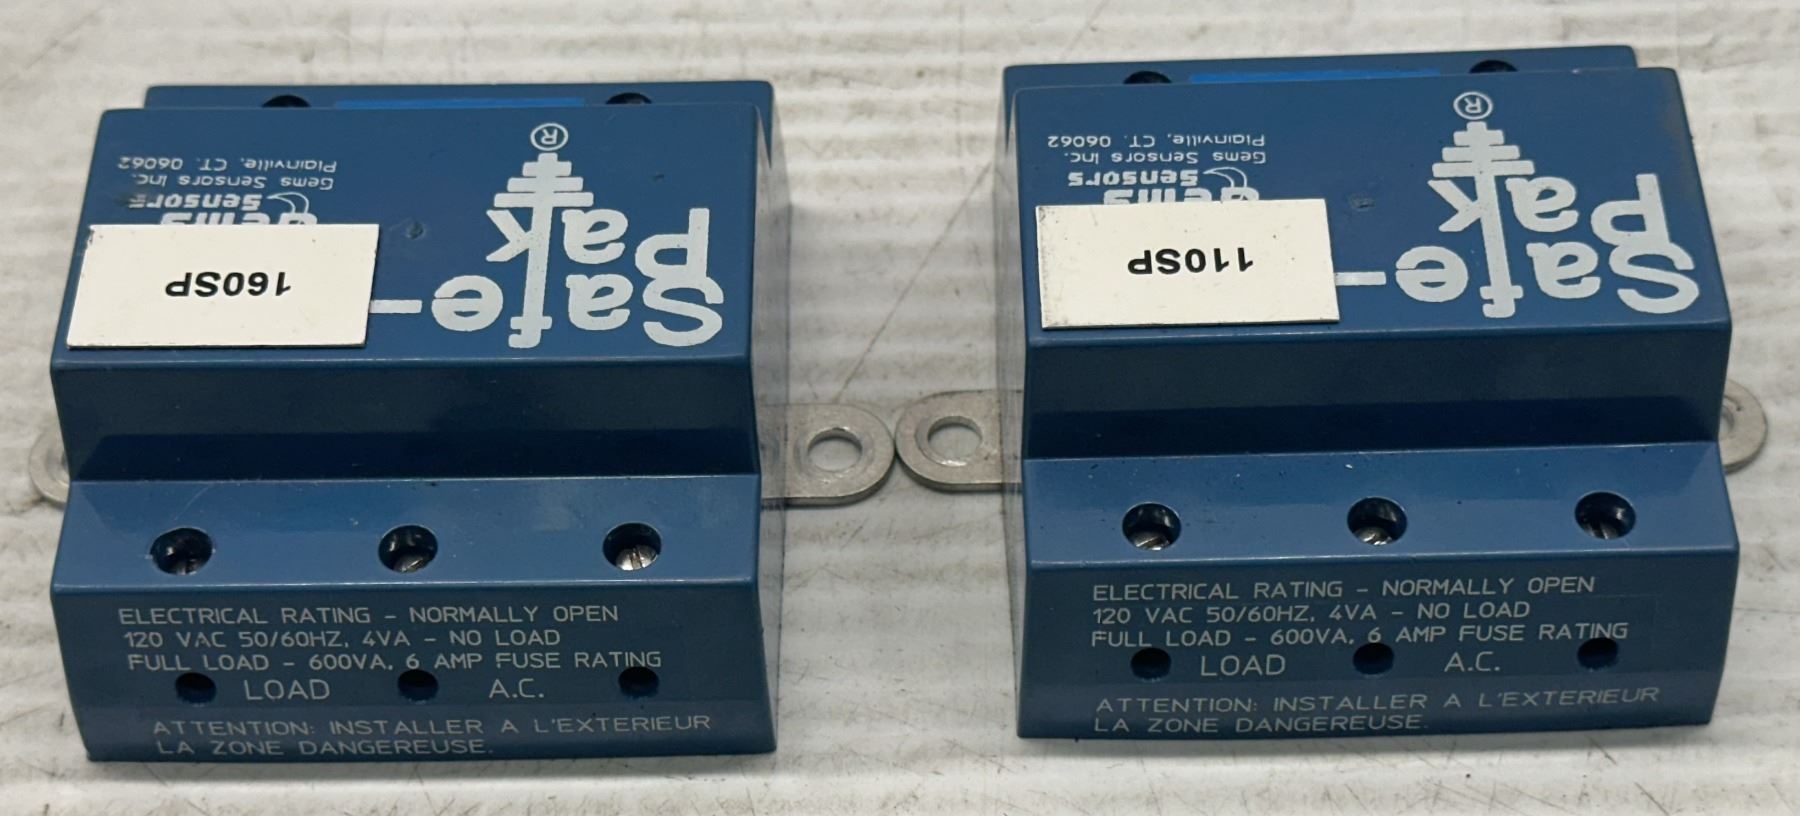 Safe-
Pak
®
Gems
Sensors
Gems Sensors Inc.
Plainville, CT. 06062
160SP
ELECTRICAL RATING - NORMALLY OPEN
120 VAC 50/60HZ, 4VA - NO LOAD
FULL LOAD - 600VA, 6 AMP FUSE RATING
LOAD A.C.
ATTENTION: INSTALLER A L'EXTERIEUR
LA ZONE DANGEREUSE.
Safe-
Pak
®
Gems
Sensors
Gems Sensors Inc.
Plainville, CT. 06062
110SP
ELECTRICAL RATING - NORMALLY OPEN
120 VAC 50/60HZ, 4VA - NO LOAD
FULL LOAD - 600VA, 6 AMP FUSE RATING
LOAD A.C.
ATTENTION: INSTALLER A L'EXTERIEUR
LA ZONE DANGEREUSE.